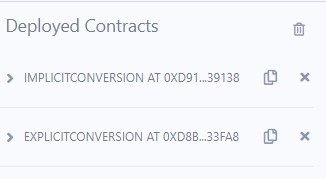 Deployed Contracts
IMPLICITCONVERSION AT 0XD91...39138
EXPLICITCONVERSION AT 0XD8B...33FA8